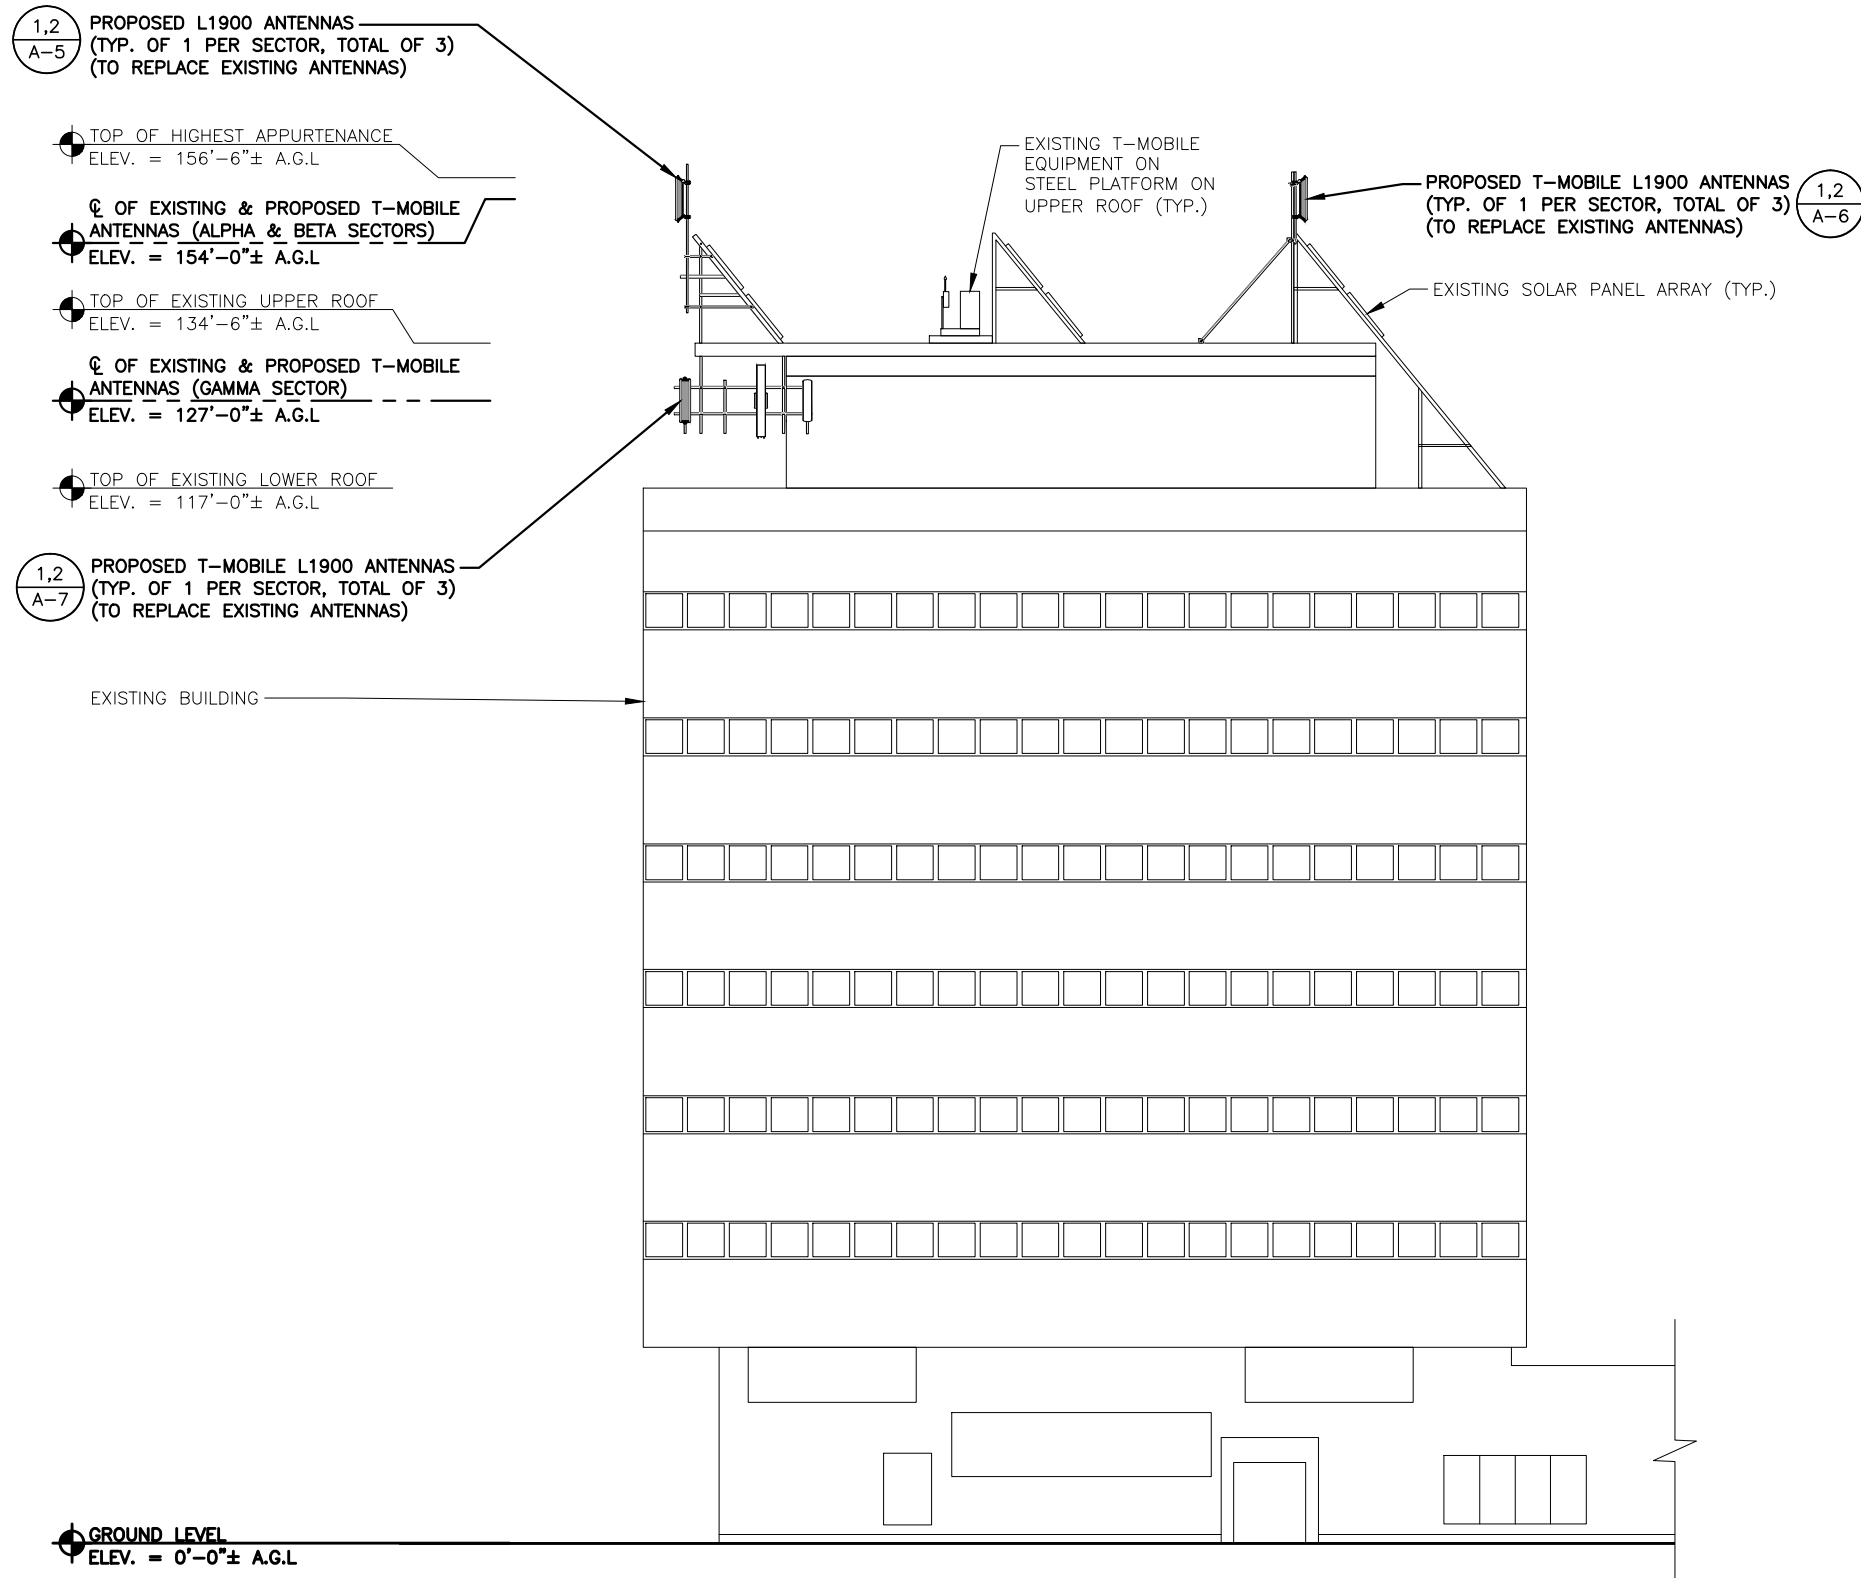 1,2
A-5
PROPOSED L1900 ANTENNAS
(TYP. OF 1 PER SECTOR, TOTAL OF 3)
(TO REPLACE EXISTING ANTENNAS)
TOP OF HIGHEST APPURTENANCE
ELEV. = 156'-6"± A.G.L
℄ OF EXISTING & PROPOSED T-MOBILE
ANTENNAS (ALPHA & BETA SECTORS)
ELEV. = 154'-0"± A.G.L
TOP OF EXISTING UPPER ROOF
ELEV. = 134'-6"± A.G.L
℄ OF EXISTING & PROPOSED T-MOBILE
ANTENNAS (GAMMA SECTOR)
ELEV. = 127'-0"± A.G.L
TOP OF EXISTING LOWER ROOF
ELEV. = 117'-0"± A.G.L
1,2
A-7
PROPOSED T-MOBILE L1900 ANTENNAS
(TYP. OF 1 PER SECTOR, TOTAL OF 3)
(TO REPLACE EXISTING ANTENNAS)
EXISTING BUILDING
GROUND LEVEL
ELEV. = 0'-0"± A.G.L
EXISTING T-MOBILE
EQUIPMENT ON
STEEL PLATFORM ON
UPPER ROOF (TYP.)
PROPOSED T-MOBILE L1900 ANTENNAS
(TYP. OF 1 PER SECTOR, TOTAL OF 3)
(TO REPLACE EXISTING ANTENNAS)
1,2
A-6
EXISTING SOLAR PANEL ARRAY (TYP.)